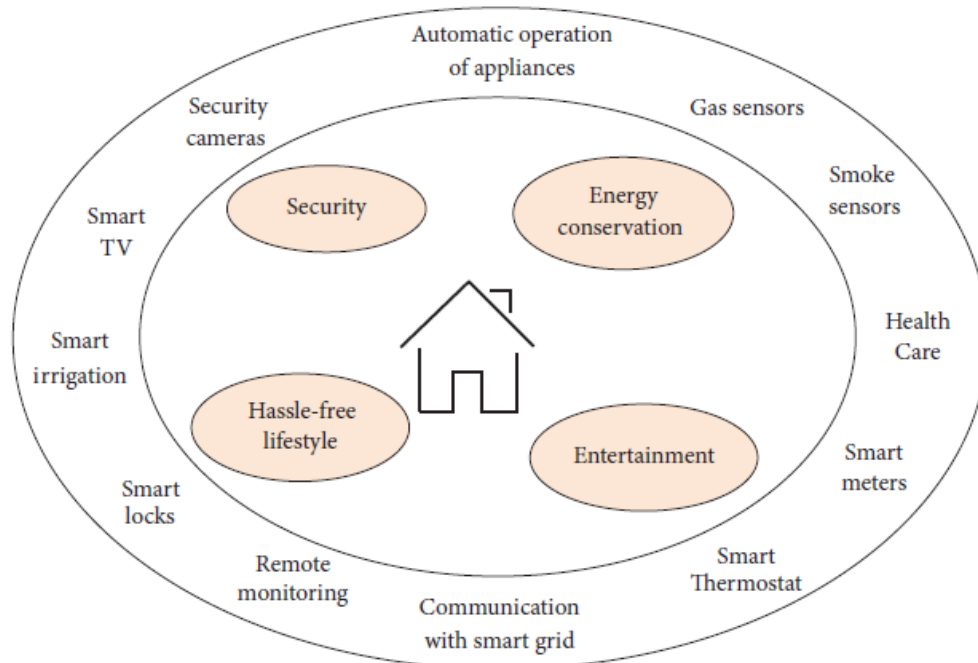 Automatic operation
of appliances
Security
cameras
Gas sensors
Smoke
sensors
Security
Energy
conservation
Smart
TV
Health
Care
Smart
irrigation
Hassle-free
lifestyle
Entertainment
Smart
meters
Smart
locks
Remote
monitoring
Smart
Thermostat
Communication
with smart grid